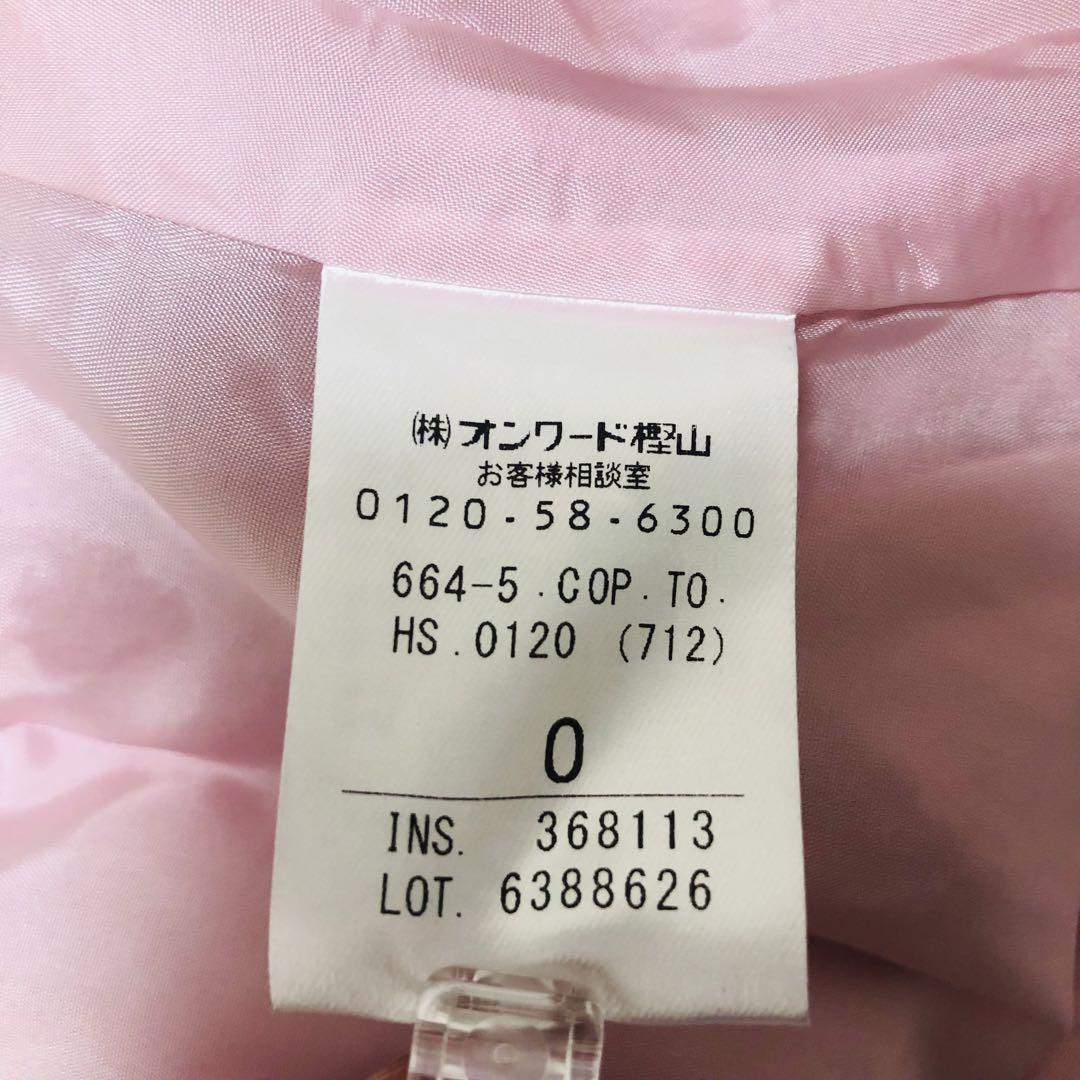 (株)オンワード樫山
お客様相談室
0120-58-6300
664-5.COP.TO.
HS.0120 (712)
0
INS. 368113
LOT. 6388626